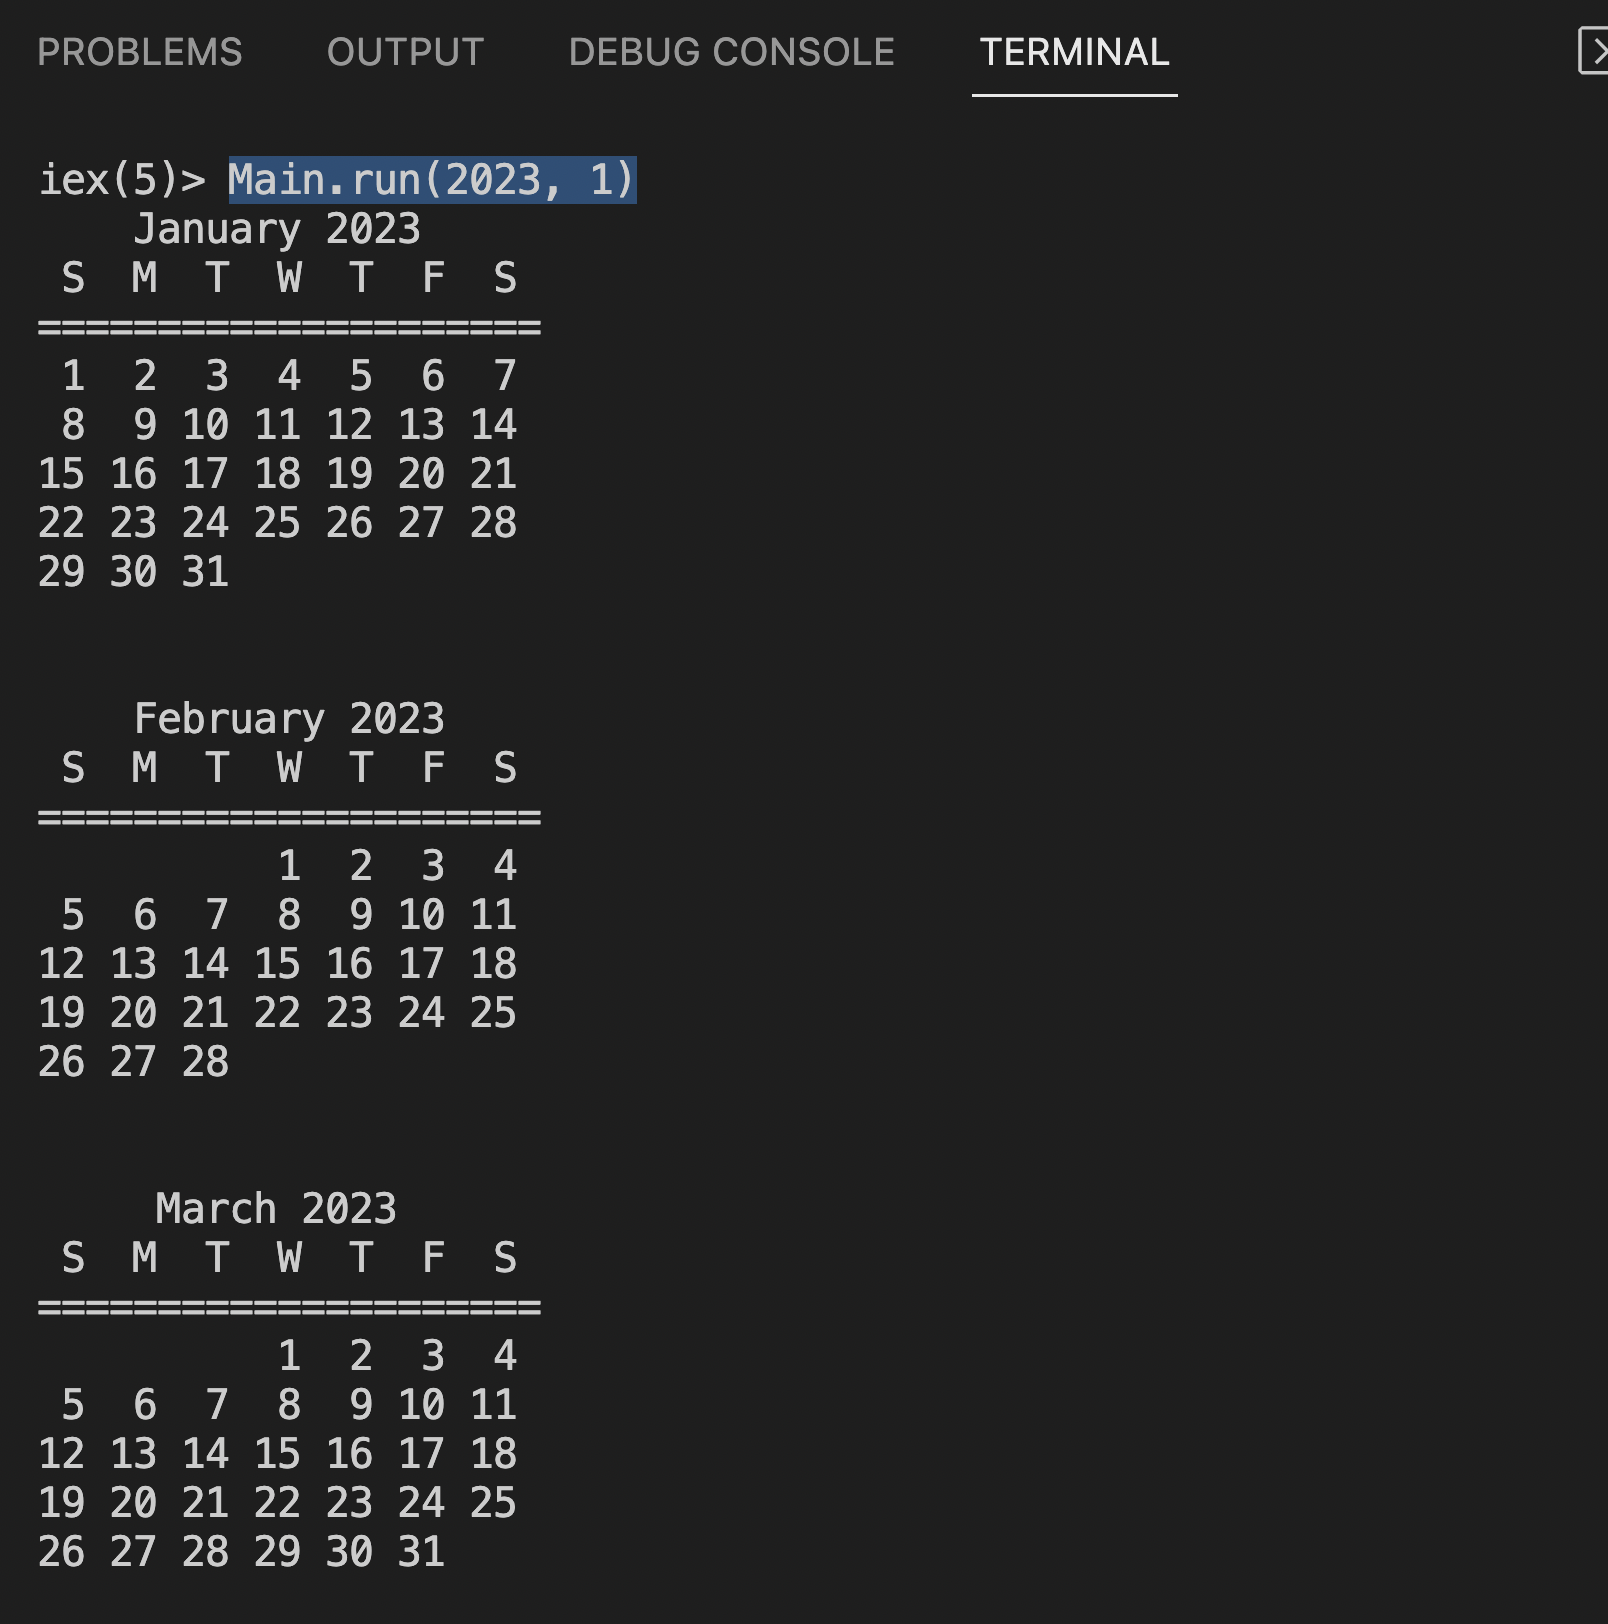 PROBLEMS OUTPUT DEBUG CONSOLE TERMINAL
iex(5)> Main.run(2023, 1)
    January 2023
 S  M  T  W  T  F  S
=====================
 1  2  3  4  5  6  7
 8  9 10 11 12 13 14
15 16 17 18 19 20 21
22 23 24 25 26 27 28
29 30 31
    February 2023
 S  M  T  W  T  F  S
=====================
          1  2  3  4
 5  6  7  8  9 10 11
12 13 14 15 16 17 18
19 20 21 22 23 24 25
26 27 28
     March 2023
 S  M  T  W  T  F  S
=====================
          1  2  3  4
 5  6  7  8  9 10 11
12 13 14 15 16 17 18
19 20 21 22 23 24 25
26 27 28 29 30 31